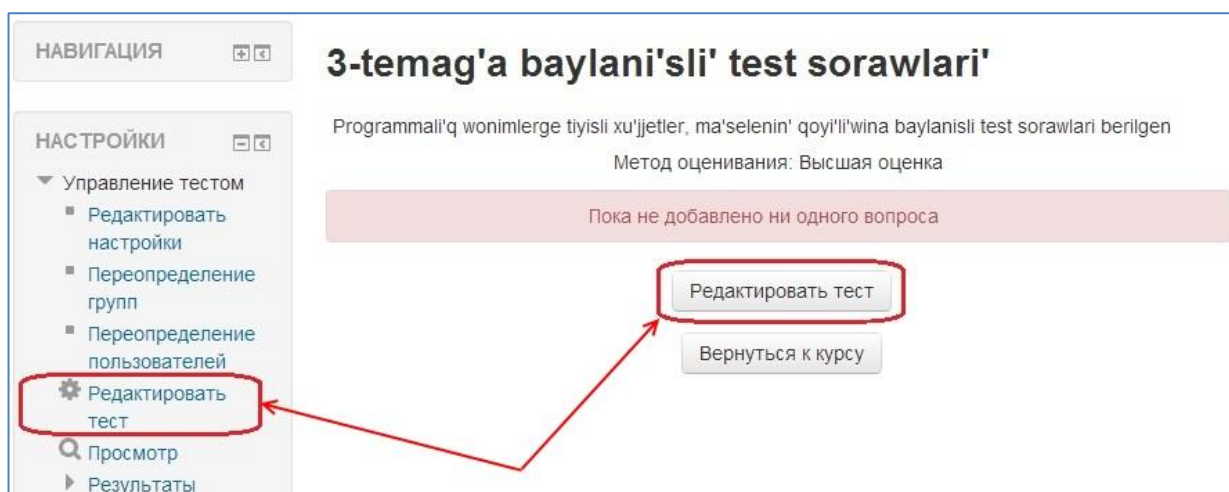 НАВИГАЦИЯ
НАСТРОЙКИ
Управление тестом
Редактировать
настройки
Переопределение
групп
Переопределение
пользователей
Редактировать
тест
Просмотр
Результаты
3-temag'a baylani'sli' test sorawlari'
Programmali'q wonimlerge tiyisli xu'jjetler, ma'selenin' qoyi'li'wina baylanisli test sorawlari berilgen
Метод оценивания: Высшая оценка
Пока не добавлено ни одного вопроса
Редактировать тест
Вернуться к курсу